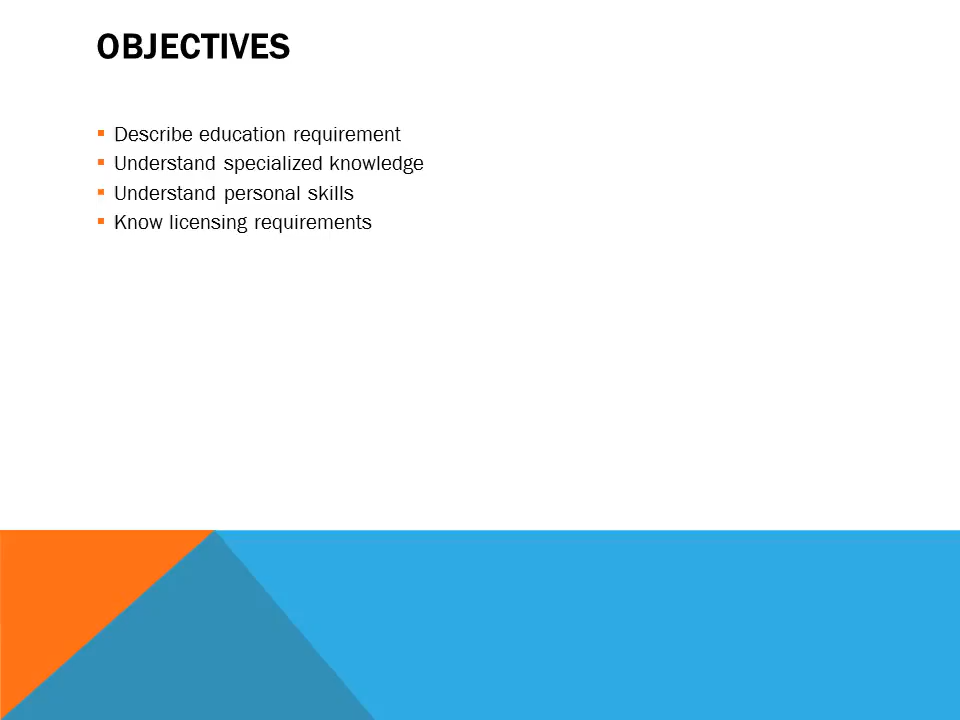 OBJECTIVES
▪ Describe education requirement
▪ Understand specialized knowledge
▪ Understand personal skills
▪ Know licensing requirements